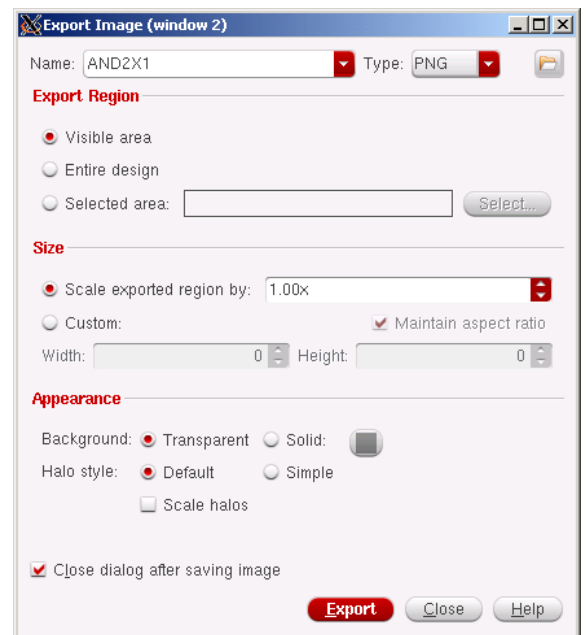 Export Image (window 2)
Name: AND2X1 Type: PNG
Export Region
Visible area
Entire design
Selected area: Select...
Size
Scale exported region by: 1.00x
Custom: Maintain aspect ratio
Width: 0 Height: 0
Appearance
Background: Transparent Solid:
Halo style: Default Simple
Scale halos
Close dialog after saving image
Export Close Help